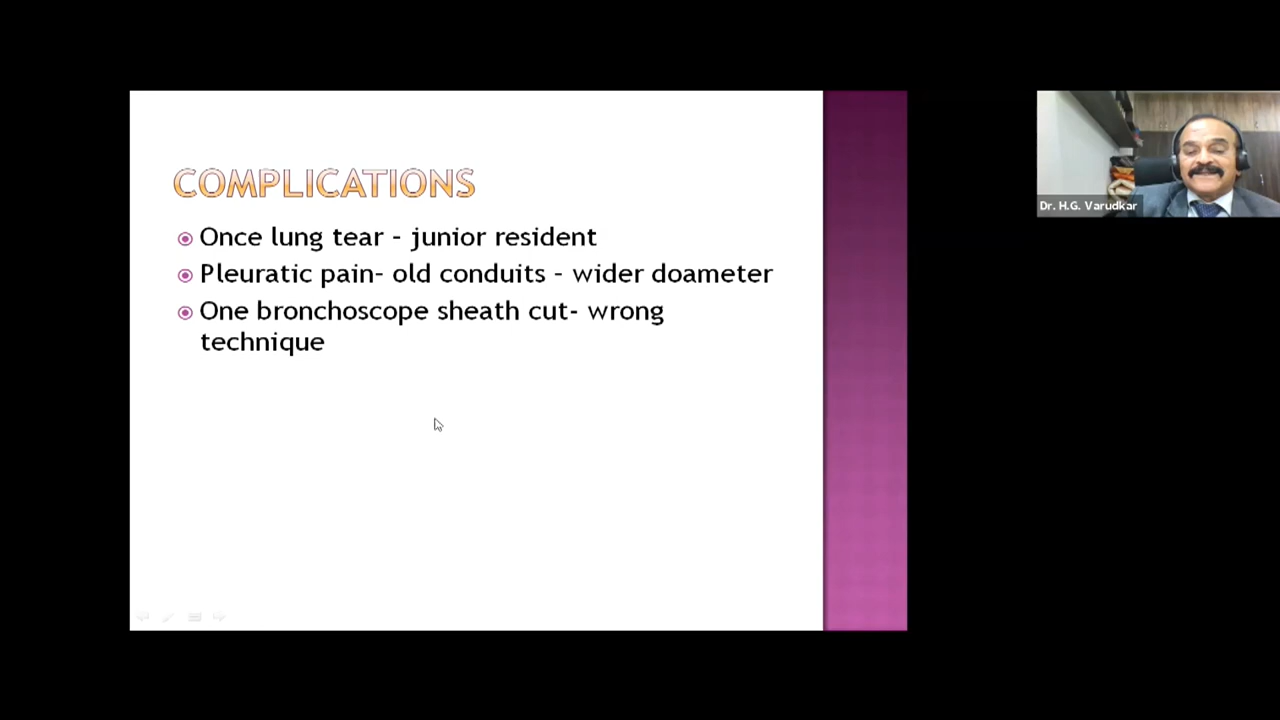 COMPLICATIONS
Once lung tear - junior resident
Pleuratic pain- old conduits - wider doameter
One bronchoscope sheath cut- wrong
technique
Dr. H.G. Varudkar